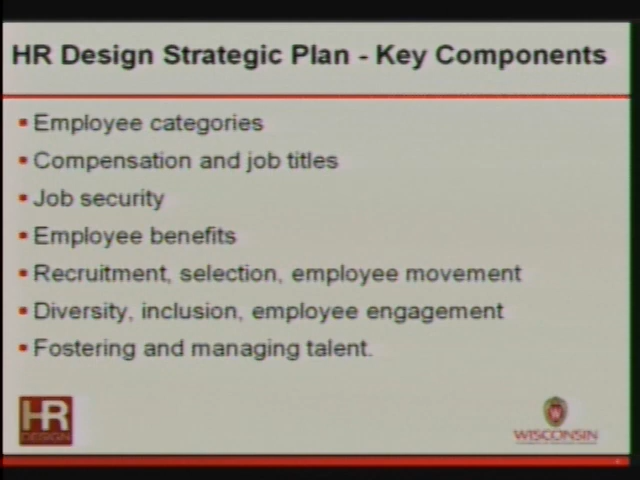 HR Design Strategic Plan - Key Components
Employee categories
Compensation and job titles
Job security
Employee benefits
Recruitment, selection, employee movement
Diversity, inclusion, employee engagement
Fostering and managing talent.
HR
DESIGN
W
WISCONSIN